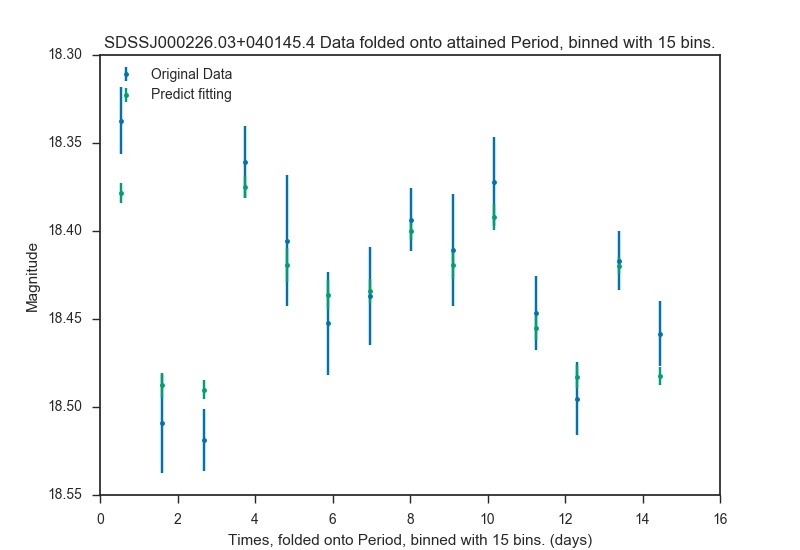 SDSSJ000226.03+040145.4 Data folded onto attained Period, binned with 15 bins.
Original Data
Predict fitting
18.30
18.35
18.40
18.45
18.50
18.55
Magnitude
0 2 4 6 8 10 12 14 16
Times, folded onto Period, binned with 15 bins. (days)